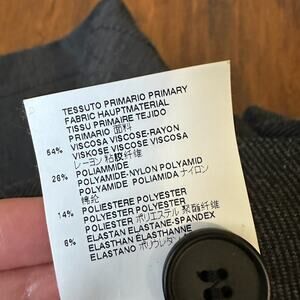 TESSUTO PRIMARIO PRIMARY
FABRIC HAUPTMATERIAL
TISSU PRIMAIRE TEJIDO
PRIMARIO 面料
54% VISCOSA VISCOSE-RAYON
VISKOSE VISCOSE VISCOSA
レーヨン 粘胶纤维
26% POLIAMMIDE
POLYAMIDE-NYLON POLYAMID
POLYAMIDE POLIAMIDA ナイロン
锦纶
14% POLIESTERE POLYESTER
POLYESTER POLYESTER
POLIESTER ポリエステル 聚酯纤维
6% ELASTAN ELASTANE-SPANDEX
ELASTHAN ÉLASTHANNE
ELASTANO ポリウレタン